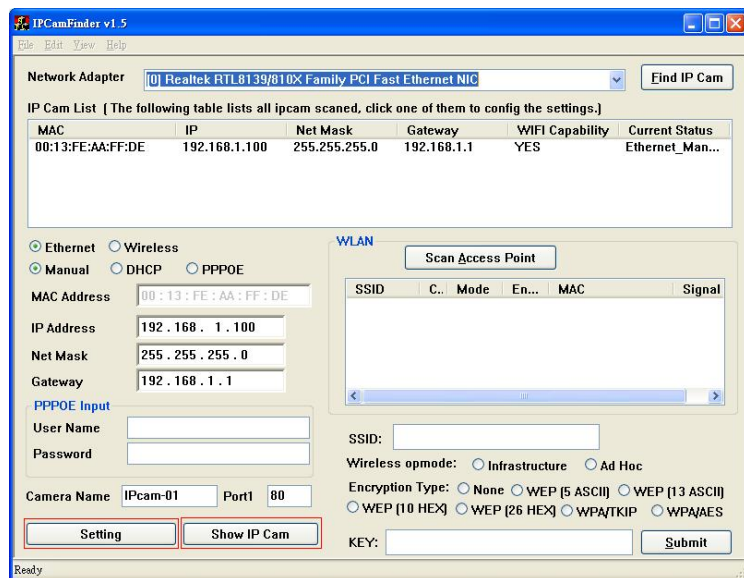 IPCamFinder v1.5
File Edit View Help
Network Adapter [0] Realtek RTL8139/810X Family PCI Fast Ethernet NIC Find IP Cam
IP Cam List ( The following table lists all ipcam scaned, click one of them to config the settings.)
MAC IP Net Mask Gateway WIFI Capability Current Status
00:13:FE:AA:FF:DE 192.168.1.100 255.255.255.0 192.168.1.1 YES Ethernet_Man...
Ethernet Wireless
Manual DHCP PPPOE
MAC Address 00 : 13 : FE : AA : FF : DE
IP Address 192 . 168 . 1 . 100
Net Mask 255 . 255 . 255 . 0
Gateway 192 . 168 . 1 . 1
PPPOE Input
User Name
Password
Camera Name IPcam-01 Port1 80
Setting Show IP Cam
WLAN
Scan Access Point
SSID C.. Mode En... MAC Signal
SSID:
Wireless opmode: Infrastructure Ad Hoc
Encryption Type: None WEP (5 ASCII) WEP (13 ASCII)
WEP (10 HEX) WEP (26 HEX) WPA/TKIP WPA/AES
KEY: Submit
Ready